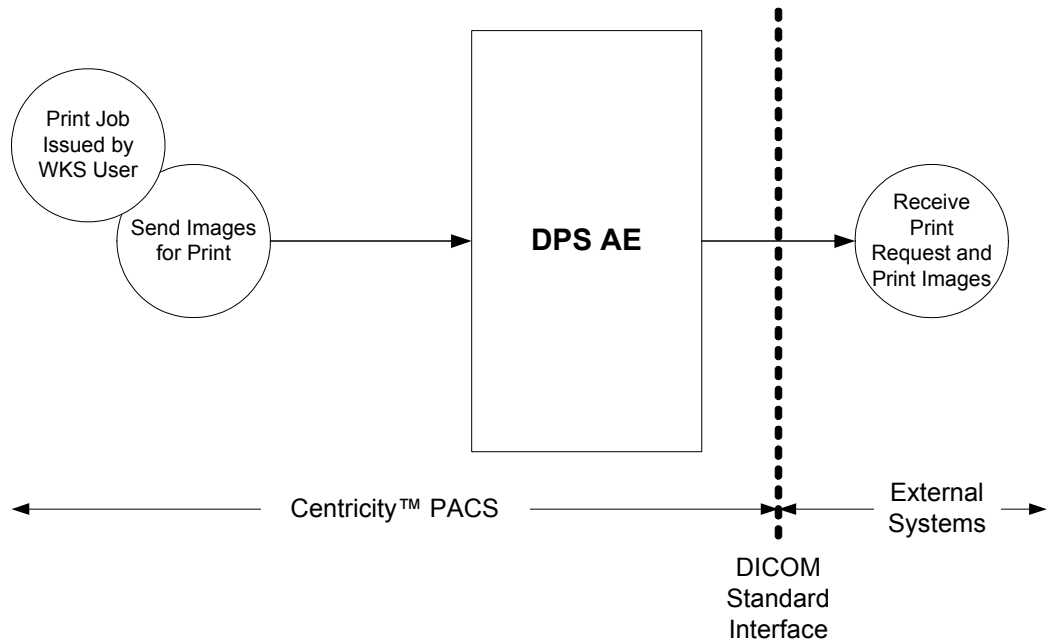 Print Job
Issued by
WKS User
Send Images
for Print
DPS AE
Receive
Print
Request and
Print Images
Centricity™ PACS
External
Systems
DICOM
Standard
Interface